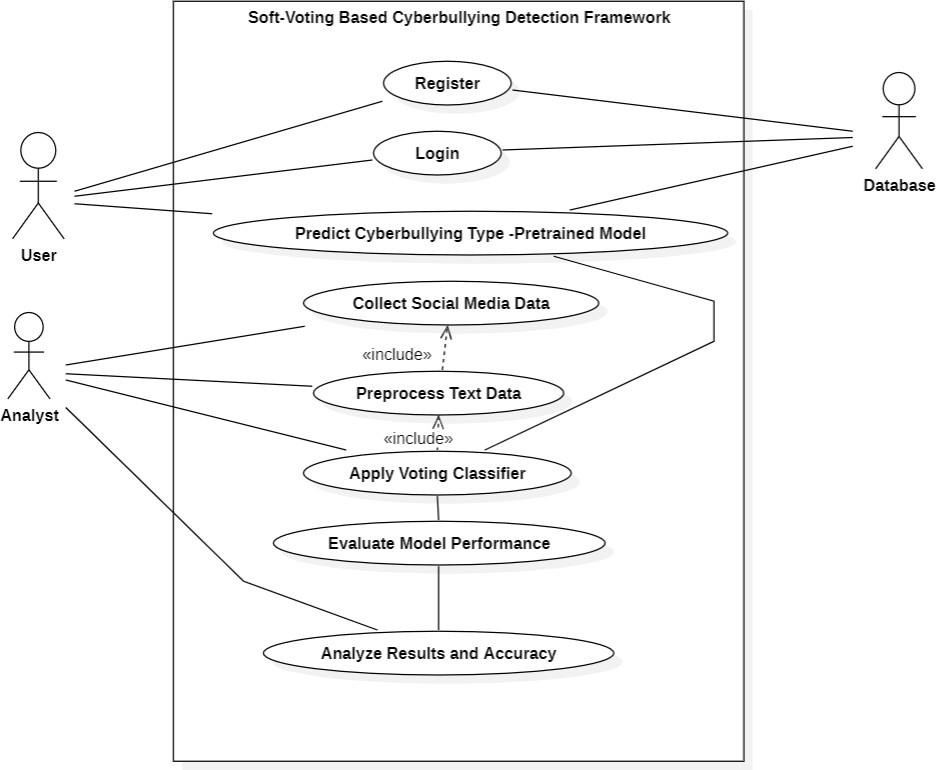 Soft-Voting Based Cyberbullying Detection Framework
Register
Login
Database
Predict Cyberbullying Type -Pretrained Model
User
Collect Social Media Data
«include»
Preprocess Text Data
Analyst
«include»
Apply Voting Classifier
Evaluate Model Performance
Analyze Results and Accuracy